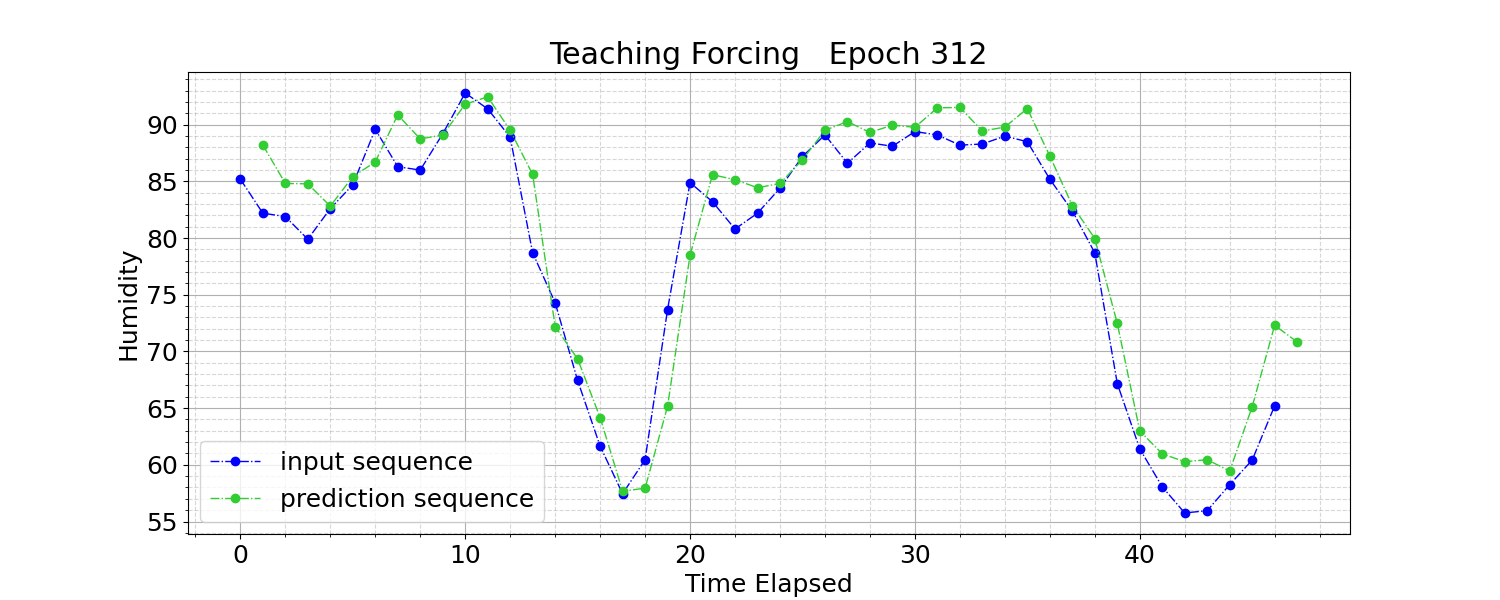 Teaching Forcing   Epoch 312
Humidity
90
85
80
75
70
65
60
55
input sequence
prediction sequence
0 10 20 30 40
Time Elapsed